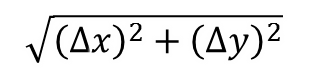 √(Δx)² + (Δy)²